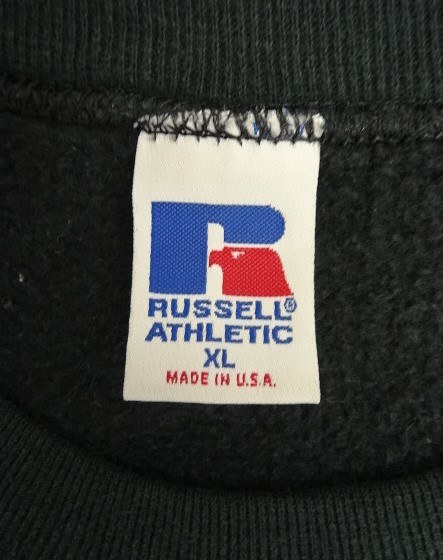 RUSSELL®
ATHLETIC
XL
MADE IN U.S.A.